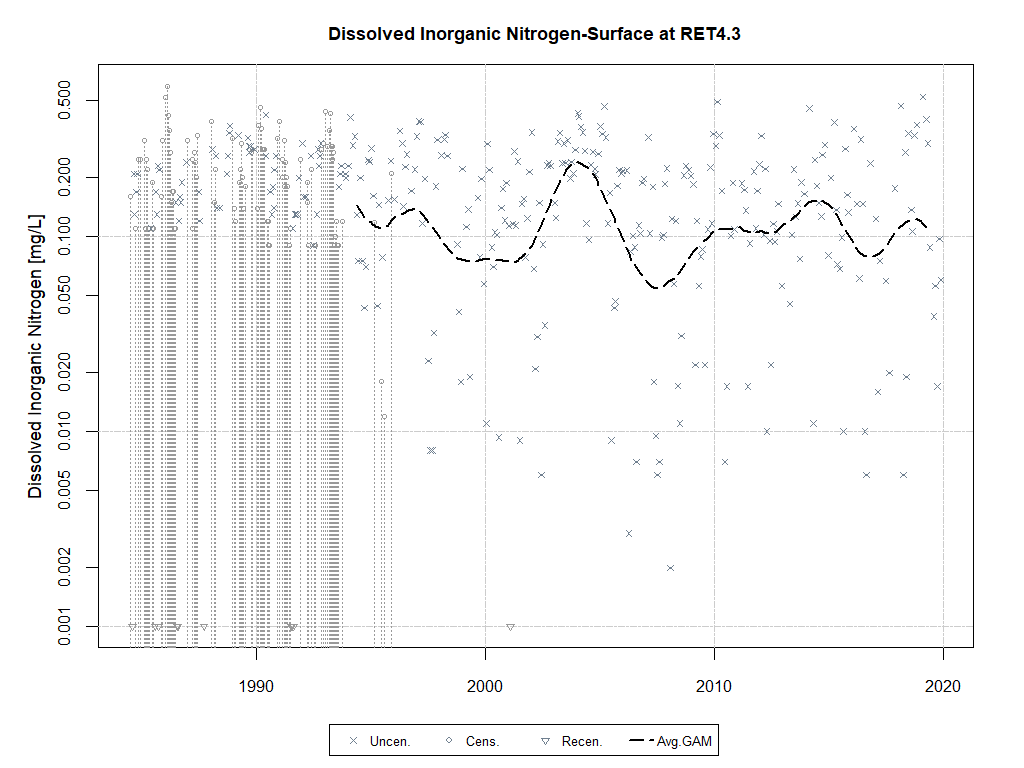 Dissolved Inorganic Nitrogen-Surface at RET4.3
Dissolved Inorganic Nitrogen [mg/L]
0.500
0.200
0.100
0.050
0.020
0.010
0.005
0.002
0.001
1990 2000 2010 2020
Uncen. Cens. Recen. Avg.GAM